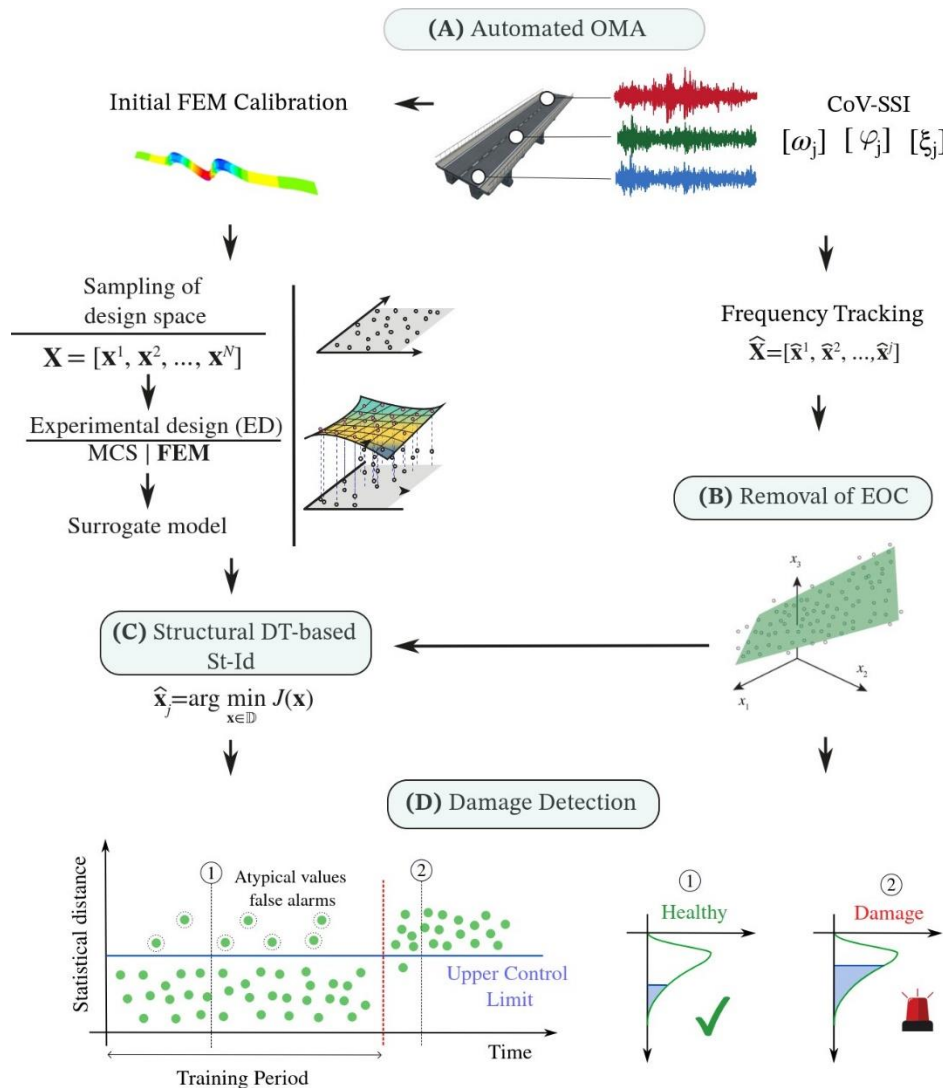 (A) Automated OMA
Initial FEM Calibration
CoV-SSI
[ωj] [φj] [ξj]
Sampling of
design space
X = [x¹, x², ..., xᴺ]
Experimental design (ED)
MCS | FEM
Surrogate model
Frequency Tracking
X̂=[x̂¹, x̂², ...,x̂ʲ]
(B) Removal of EOC
x₃
x₂
x₁
(C) Structural DT-based
St-Id
x̂ⱼ=arg min J(x)
x∈𝔻
(D) Damage Detection
Statistical distance
1
Atypical values
false alarms
2
Upper Control
Limit
Time
Training Period
1
Healthy
2
Damage